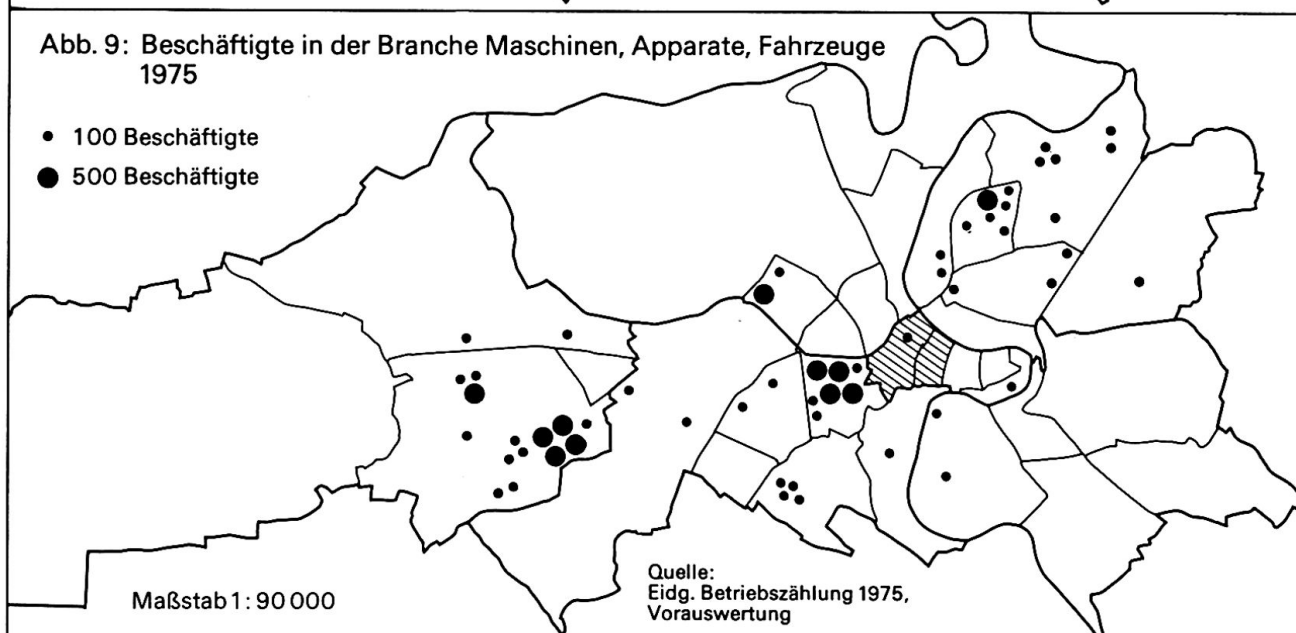 Abb. 9: Beschäftigte in der Branche Maschinen, Apparate, Fahrzeuge
1975
100 Beschäftigte
500 Beschäftigte
Maßstab 1 : 90 000
Quelle:
Eidg. Betriebszählung 1975,
Vorauswertung